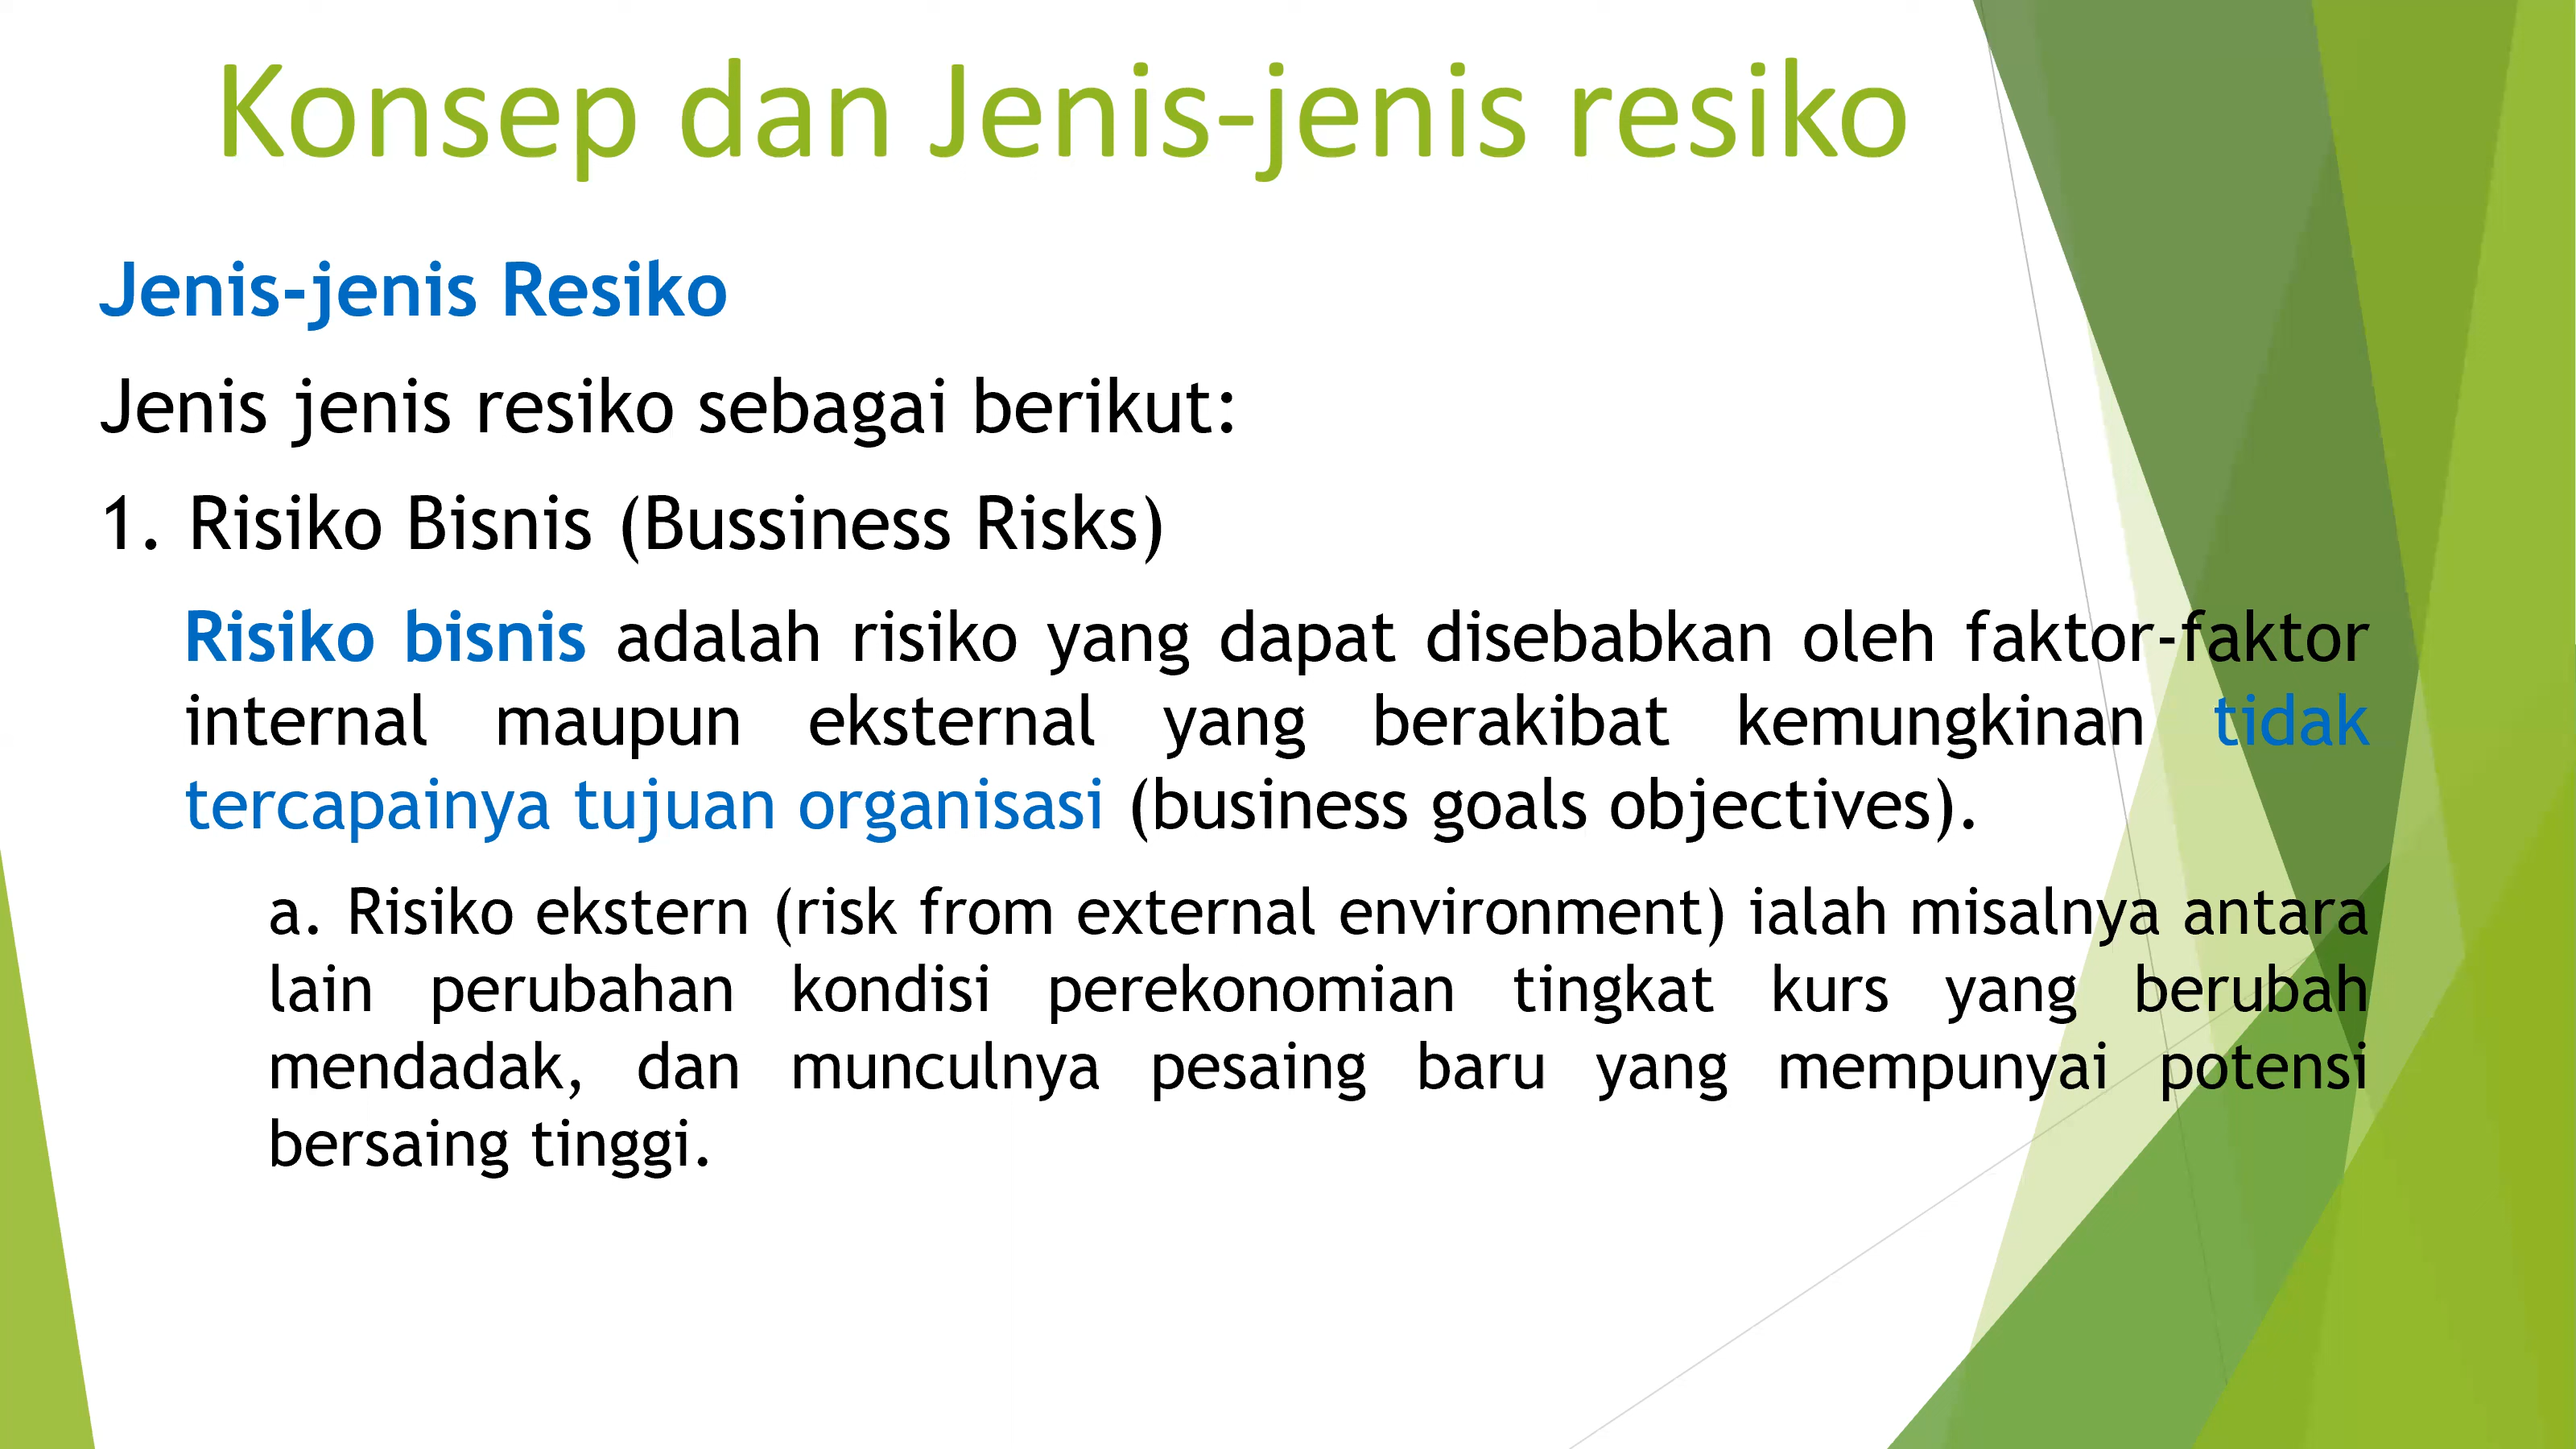 Konsep dan Jenis-jenis resiko
Jenis-jenis Resiko
Jenis jenis resiko sebagai berikut:
1. Risiko Bisnis (Bussiness Risks)
Risiko bisnis adalah risiko yang dapat disebabkan oleh faktor-faktor
internal maupun eksternal yang berakibat kemungkinan tidak
tercapainya tujuan organisasi (business goals objectives).
a. Risiko ekstern (risk from external environment) ialah misalnya antara
lain perubahan kondisi perekonomian tingkat kurs yang berubah
mendadak, dan munculnya pesaing baru yang mempunyai potensi
bersaing tinggi.